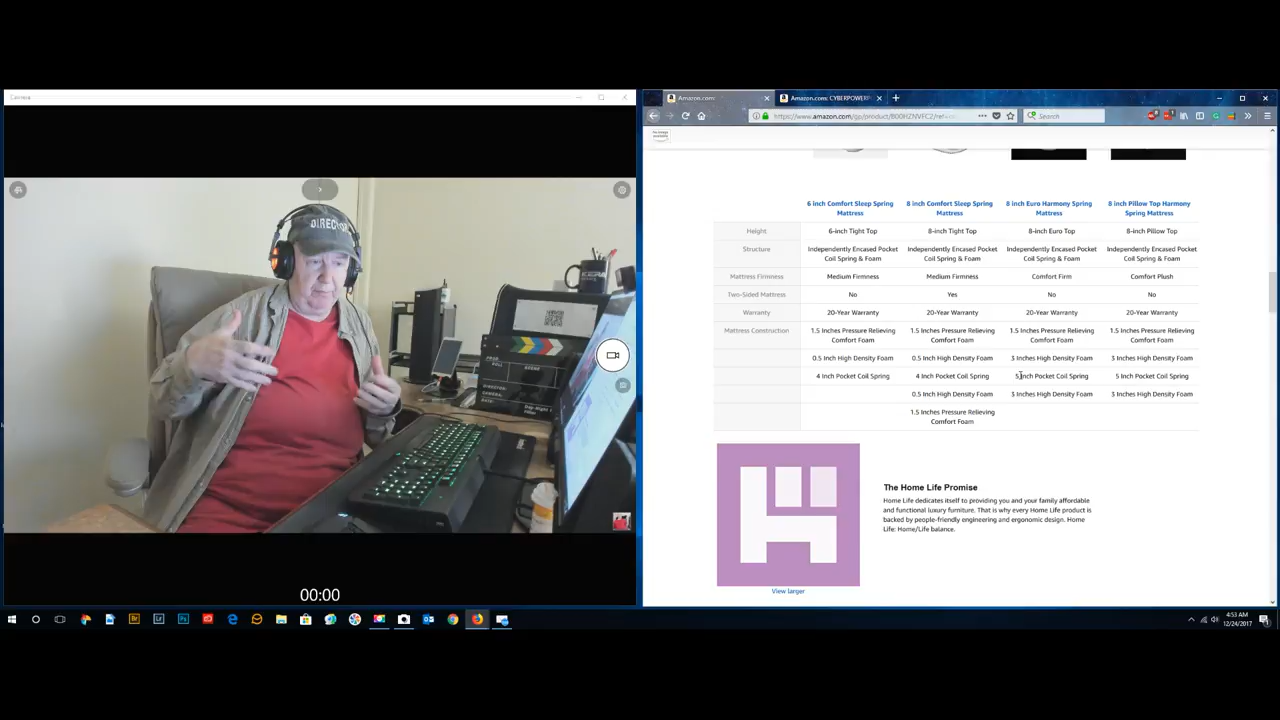 Camera
Amazon.com:
Amazon.com: CYBERPOWERP
Search
DIRECTOR
00:00
6 inch Comfort Sleep Spring Mattress
8 inch Comfort Sleep Spring Mattress
8 inch Euro Harmony Spring Mattress
8 inch Pillow Top Harmony Spring Mattress
Height 6-inch Tight Top 8-inch Tight Top 8-inch Euro Top 8-inch Pillow Top
Structure Independently Encased Pocket Coil Spring & Foam Independently Encased Pocket Coil Spring & Foam Independently Encased Pocket Coil Spring & Foam Independently Encased Pocket Coil Spring & Foam
Mattress Firmness Medium Firmness Medium Firmness Comfort Firm Comfort Plush
Two-Sided Mattress No Yes No No
Warranty 20-Year Warranty 20-Year Warranty 20-Year Warranty 20-Year Warranty
Mattress Construction 1.5 Inches Pressure Relieving Comfort Foam 1.5 Inches Pressure Relieving Comfort Foam 1.5 Inches Pressure Relieving Comfort Foam 1.5 Inches Pressure Relieving Comfort Foam
0.5 Inch High Density Foam 0.5 Inch High Density Foam 3 Inches High Density Foam 3 Inches High Density Foam
4 Inch Pocket Coil Spring 4 Inch Pocket Coil Spring 5 Inch Pocket Coil Spring 5 Inch Pocket Coil Spring
0.5 Inch High Density Foam 3 Inches High Density Foam 3 Inches High Density Foam
1.5 Inches Pressure Relieving Comfort Foam
The Home Life Promise
Home Life dedicates itself to providing you and your family affordable
and functional luxury furniture. That is why every Home Life product is
backed by people-friendly engineering and ergonomic design. Home
Life: Home/Life balance.
View larger
4:53 AM
12/24/2017